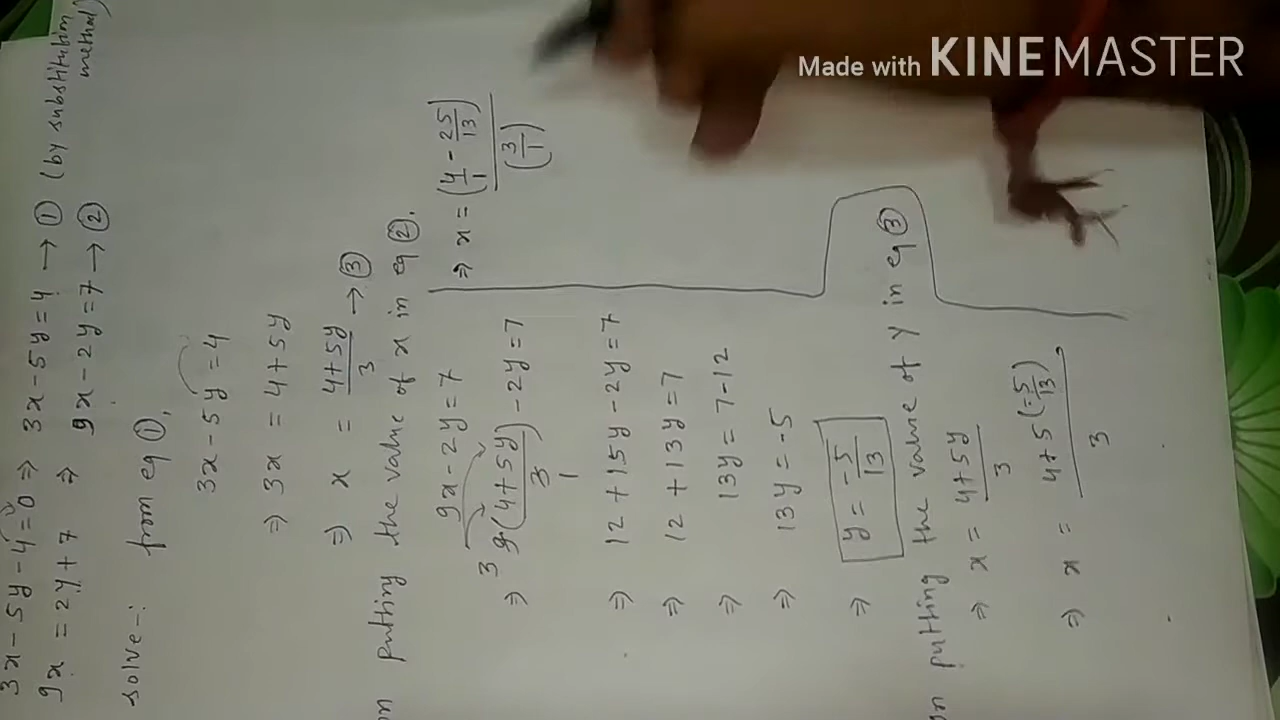 3x - 5y - 4 = 0 ⇒ 3x - 5y = 4 → ① (by substitution
method)
9x = 2y + 7 ⇒ 9x - 2y = 7 → ②
solve -: from eq ①,
3x - 5y = 4
⇒ 3x = 4 + 5y
⇒ x = (4 + 5y)/3 → ③
on putting the value of x in eq ②,
9x - 2y = 7
⇒ 9((4 + 5y)/3) - 2y = 7
3
1
⇒ 12 + 15y - 2y = 7
⇒ 12 + 13y = 7
⇒ 13y = 7 - 12
⇒ 13y = -5
⇒ y = -5/13
on putting the value of y in eq ③
⇒ x = (4 + 5y)/3
⇒ x = (4 + 5(-5/13))/3
⇒ x = (4/1 - 25/13)/(3/1)
Made with KINEMASTER